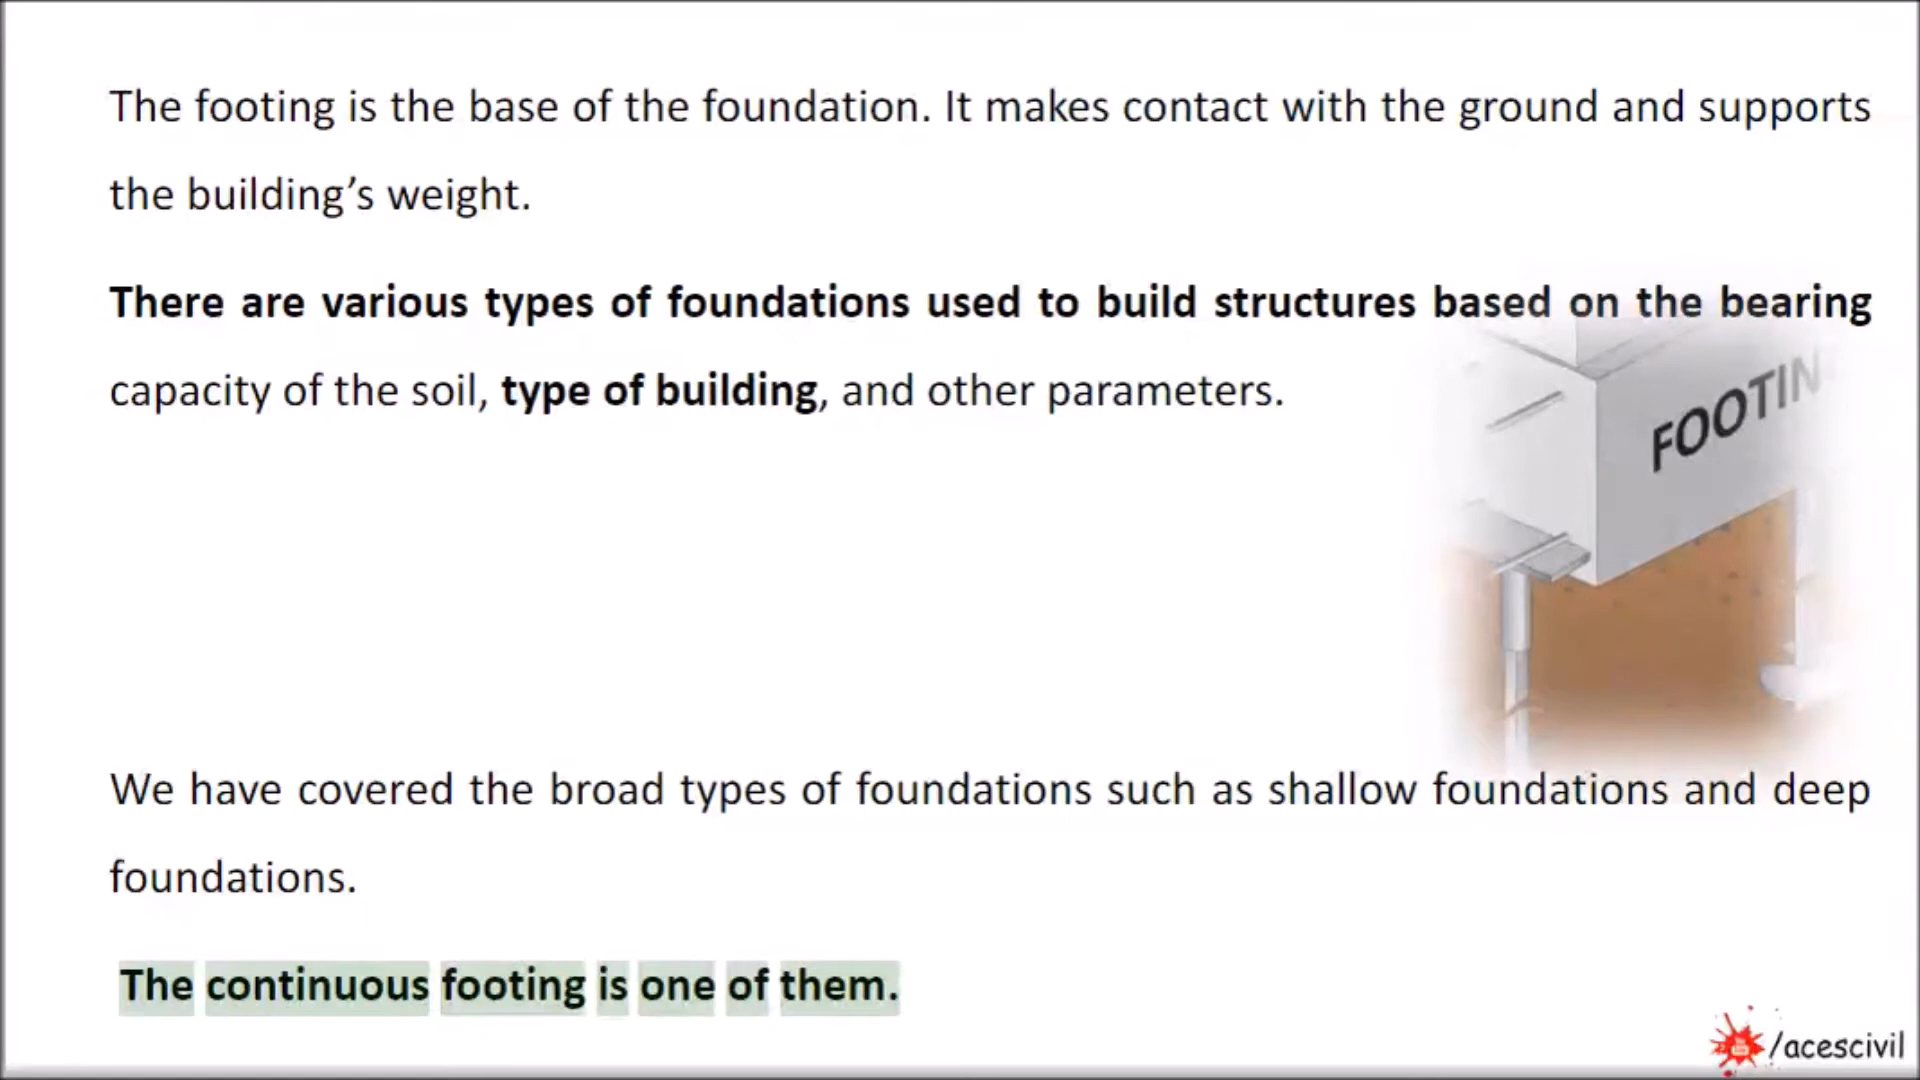 The footing is the base of the foundation. It makes contact with the ground and supports
the building’s weight.
There are various types of foundations used to build structures based on the bearing
capacity of the soil, type of building, and other parameters.
FOOTIN
We have covered the broad types of foundations such as shallow foundations and deep
foundations.
The continuous footing is one of them.
/acescivil